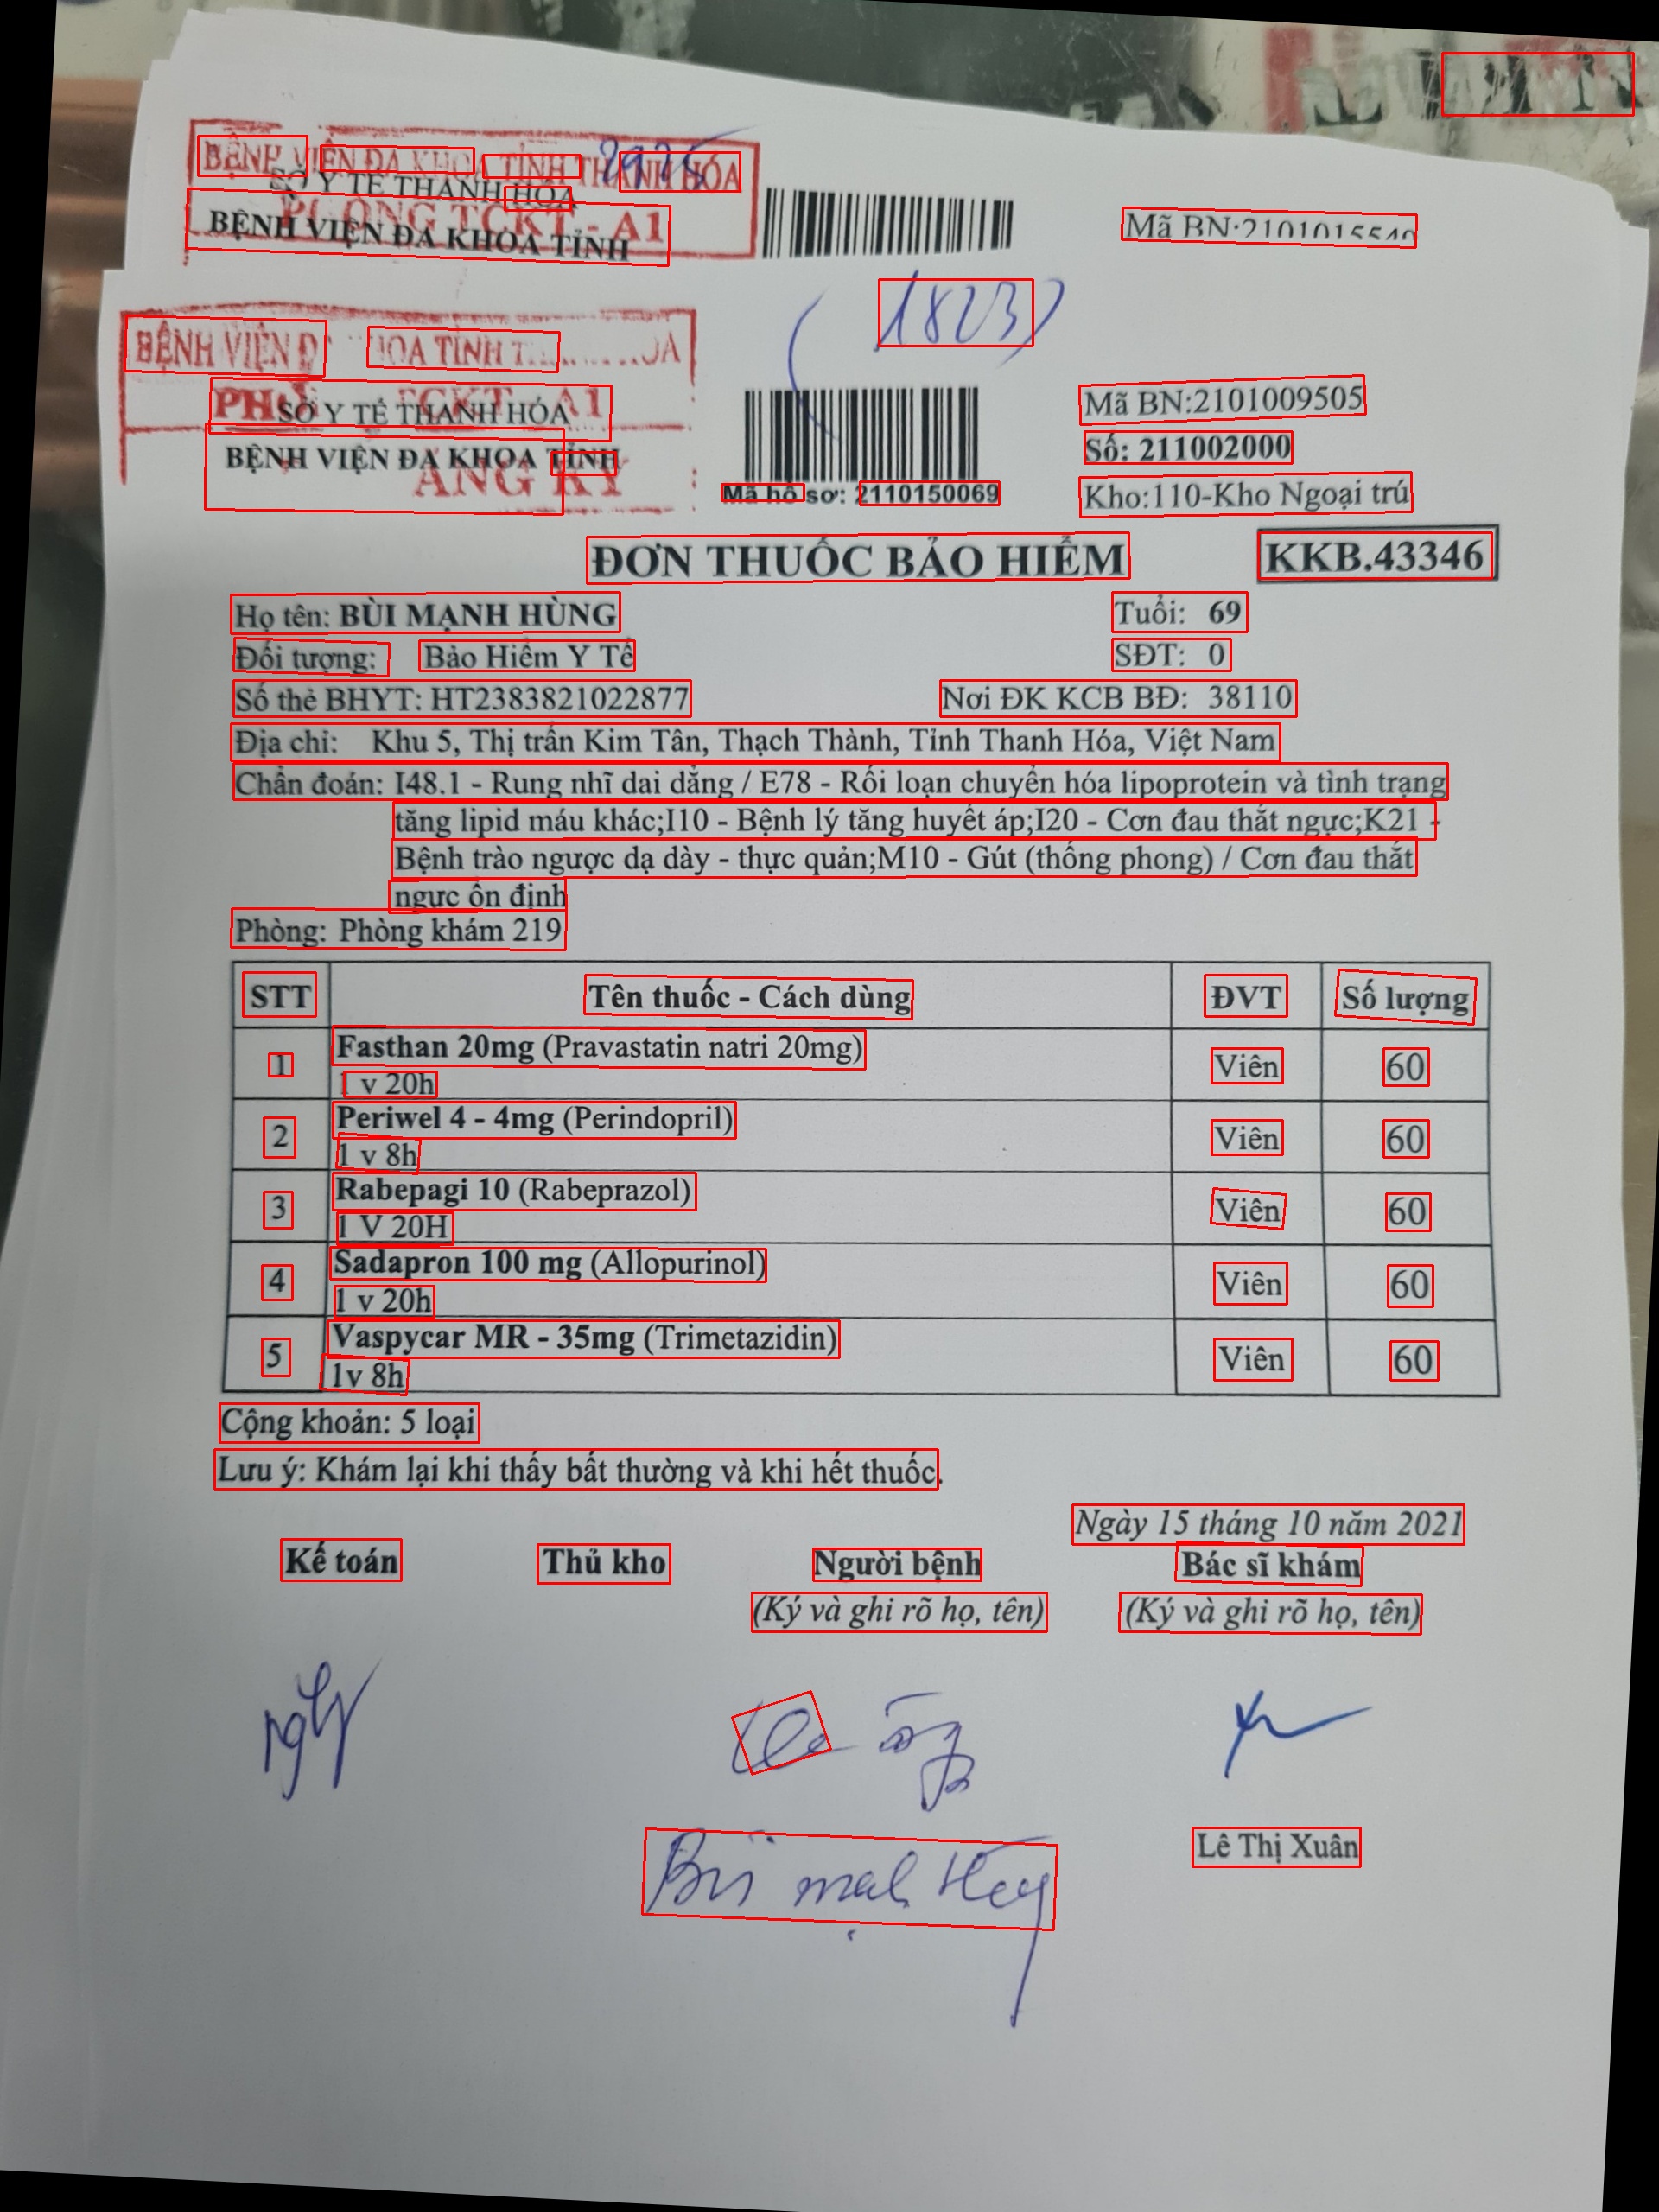 BỆNH VIỆN ĐA KHOA TỈNH THANH HÓA
SỞ Y TẾ THANH HÓA
PHÒNG TCKT - A1
BỆNH VIỆN ĐA KHOA TỈNH
Mã BN:2101015540
(1823)
BỆNH VIỆN Đ HOA TỈNH T HÓA
PHÒNG TCKT A1
SỞ Y TẾ THANH HÓA
Mã BN:2101009505
BỆNH VIỆN ĐA KHOA TỈNH
Số: 211002000
ĂNG KÝ
Mã hồ sơ: 2110150069
Kho:110-Kho Ngoại trú
ĐƠN THUỐC BẢO HIỂM
KKB.43346
Họ tên: BÙI MẠNH HÙNG Tuổi: 69
Đối tượng: Bảo Hiểm Y Tế SĐT: 0
Số thẻ BHYT: HT2383821022877 Nơi ĐK KCB BĐ: 38110
Địa chỉ: Khu 5, Thị trấn Kim Tân, Thạch Thành, Tỉnh Thanh Hóa, Việt Nam
Chẩn đoán: I48.1 - Rung nhĩ dai dẳng / E78 - Rối loạn chuyển hóa lipoprotein và tình trạng
tăng lipid máu khác;I10 - Bệnh lý tăng huyết áp;I20 - Cơn đau thắt ngực;K21 -
Bệnh trào ngược dạ dày - thực quản;M10 - Gút (thống phong) / Cơn đau thắt
ngực ổn định
Phòng: Phòng khám 219
STT Tên thuốc - Cách dùng ĐVT Số lượng
1 Fasthan 20mg (Pravastatin natri 20mg) Viên 60
1 v 20h
2 Periwel 4 - 4mg (Perindopril) Viên 60
1 v 8h
3 Rabepagi 10 (Rabeprazol) Viên 60
1 V 20H
4 Sadapron 100 mg (Allopurinol) Viên 60
1 v 20h
5 Vaspycar MR - 35mg (Trimetazidin) Viên 60
1v 8h
Cộng khoản: 5 loại
Lưu ý: Khám lại khi thấy bất thường và khi hết thuốc.
Ngày 15 tháng 10 năm 2021
Kế toán Thủ kho Người bệnh Bác sĩ khám
(Ký và ghi rõ họ, tên) (Ký và ghi rõ họ, tên)
Lê Thị Xuân
Bùi mạnh Hùng